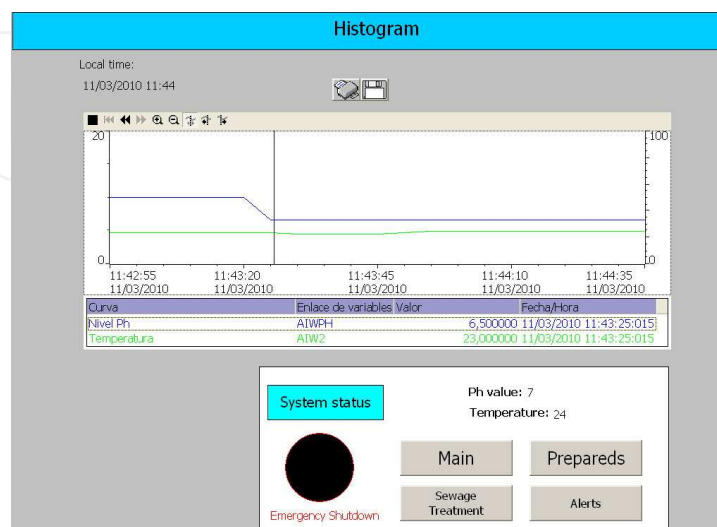 Histogram
Local time:
11/03/2010 11:44
20
100
0
0
11:42:55 11:43:20 11:43:45 11:44:10 11:44:35
11/03/2010 11/03/2010 11/03/2010 11/03/2010 11/03/2010
Curva Enlace de variables Valor Fecha/Hora
Nivel Ph AIWPH 6,500000 11/03/2010 11:43:25:015
Temperatura AIW2 23,000000 11/03/2010 11:43:25:015
System status
Ph value: 7
Temperature: 24
Main
Prepareds
Emergency Shutdown
Sewage
Treatment
Alerts